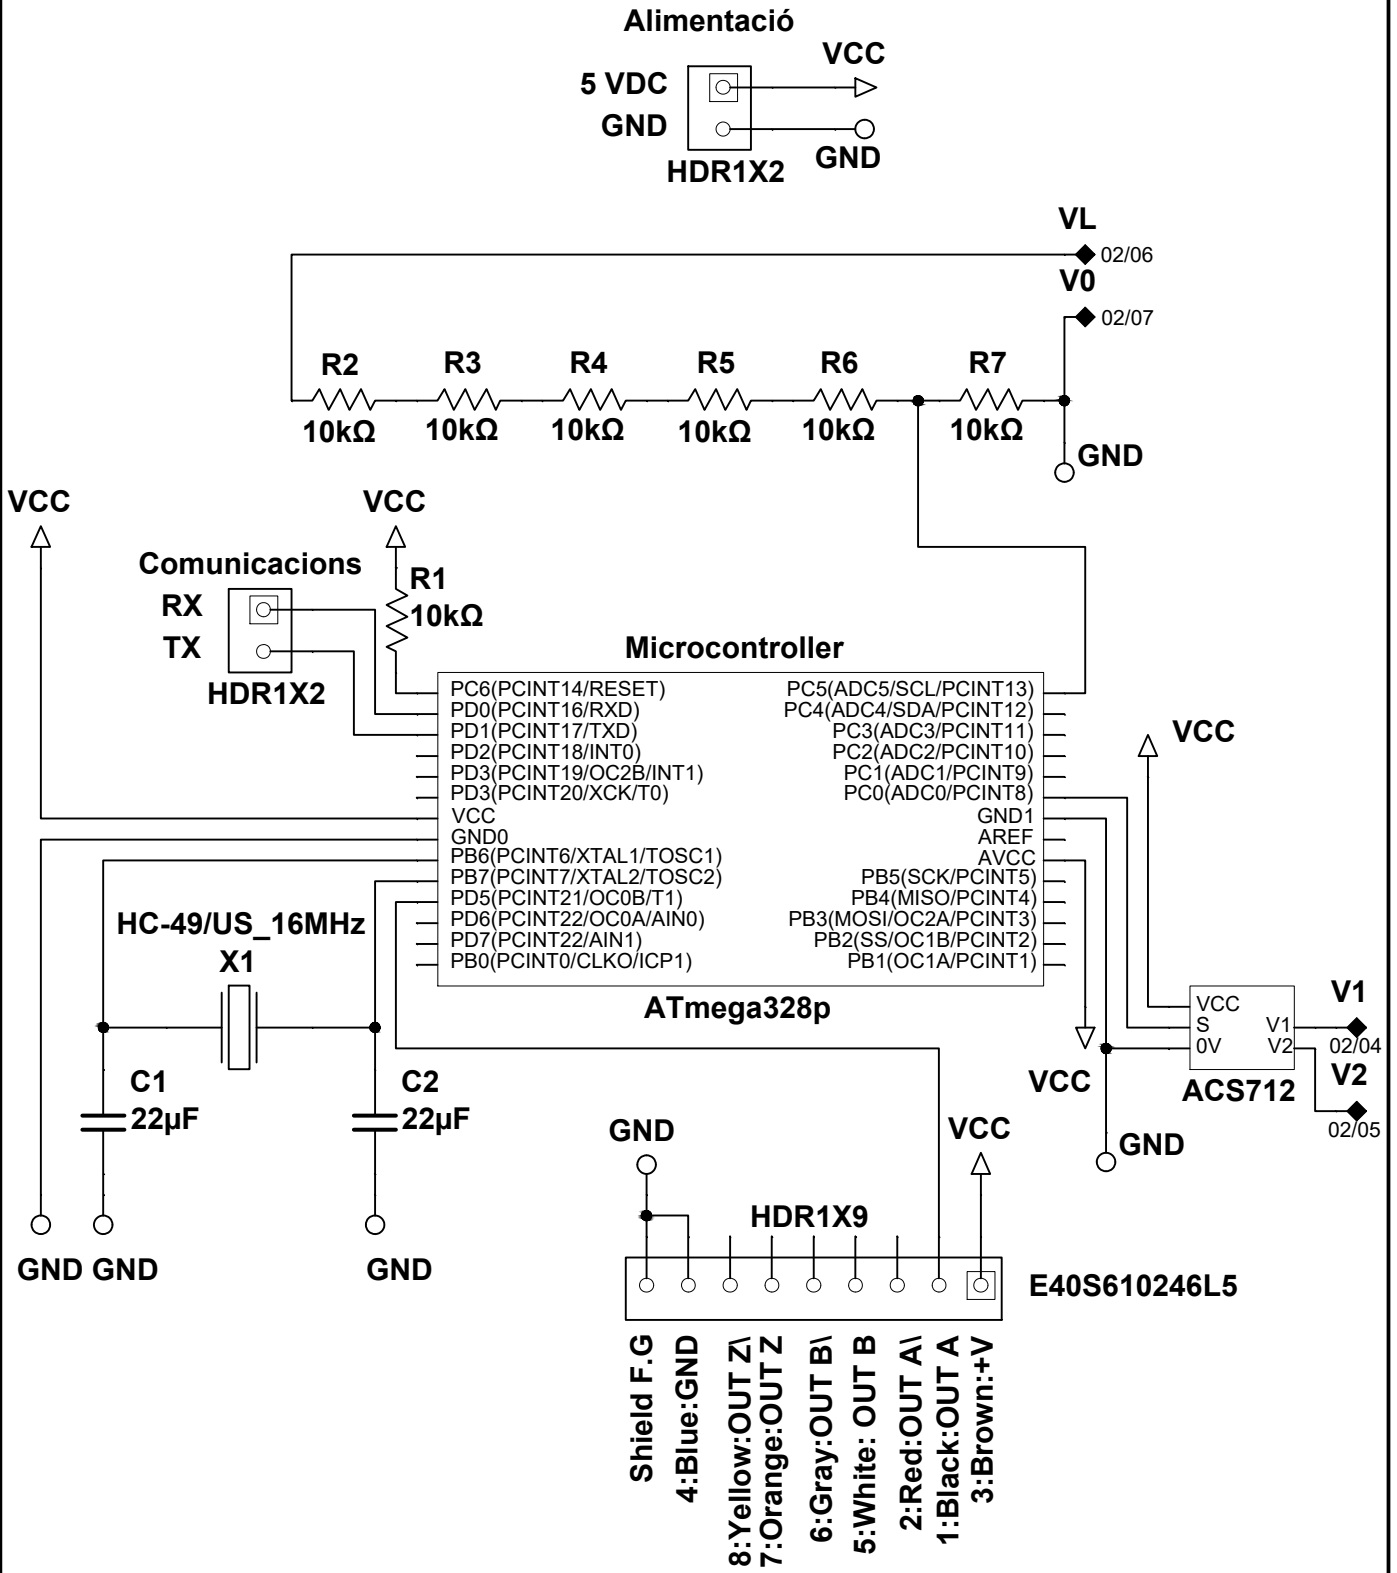 Alimentació
VCC
5 VDC
GND
GND
HDR1X2
VL
02/06
V0
02/07
R2
R3
R4
R5
R6
R7
10kΩ
10kΩ
10kΩ
10kΩ
10kΩ
10kΩ
GND
VCC
VCC
Comunicacions
R1
10kΩ
RX
TX
HDR1X2
Microcontroller
PC6(PCINT14/RESET)
PD0(PCINT16/RXD)
PD1(PCINT17/TXD)
PD2(PCINT18/INT0)
PD3(PCINT19/OC2B/INT1)
PD3(PCINT20/XCK/T0)
VCC
GND0
PB6(PCINT6/XTAL1/TOSC1)
PB7(PCINT7/XTAL2/TOSC2)
PD5(PCINT21/OC0B/T1)
PD6(PCINT22/OC0A/AIN0)
PD7(PCINT22/AIN1)
PB0(PCINT0/CLKO/ICP1)
PC5(ADC5/SCL/PCINT13)
PC4(ADC4/SDA/PCINT12)
PC3(ADC3/PCINT11)
PC2(ADC2/PCINT10)
PC1(ADC1/PCINT9)
PC0(ADC0/PCINT8)
GND1
AREF
AVCC
PB5(SCK/PCINT5)
PB4(MISO/PCINT4)
PB3(MOSI/OC2A/PCINT3)
PB2(SS/OC1B/PCINT2)
PB1(OC1A/PCINT1)
ATmega328p
VCC
HC-49/US_16MHz
X1
C1
22µF
C2
22µF
GND GND
GND
VCC
VCC
S
0V
V1
V2
ACS712
V1
02/04
V2
02/05
GND
GND
VCC
HDR1X9
E40S610246L5
Shield F.G
4:Blue:GND
8:Yellow:OUT Z\
7:Orange:OUT Z
6:Gray:OUT B\
5:White: OUT B
2:Red:OUT A\
1:Black:OUT A
3:Brown:+V